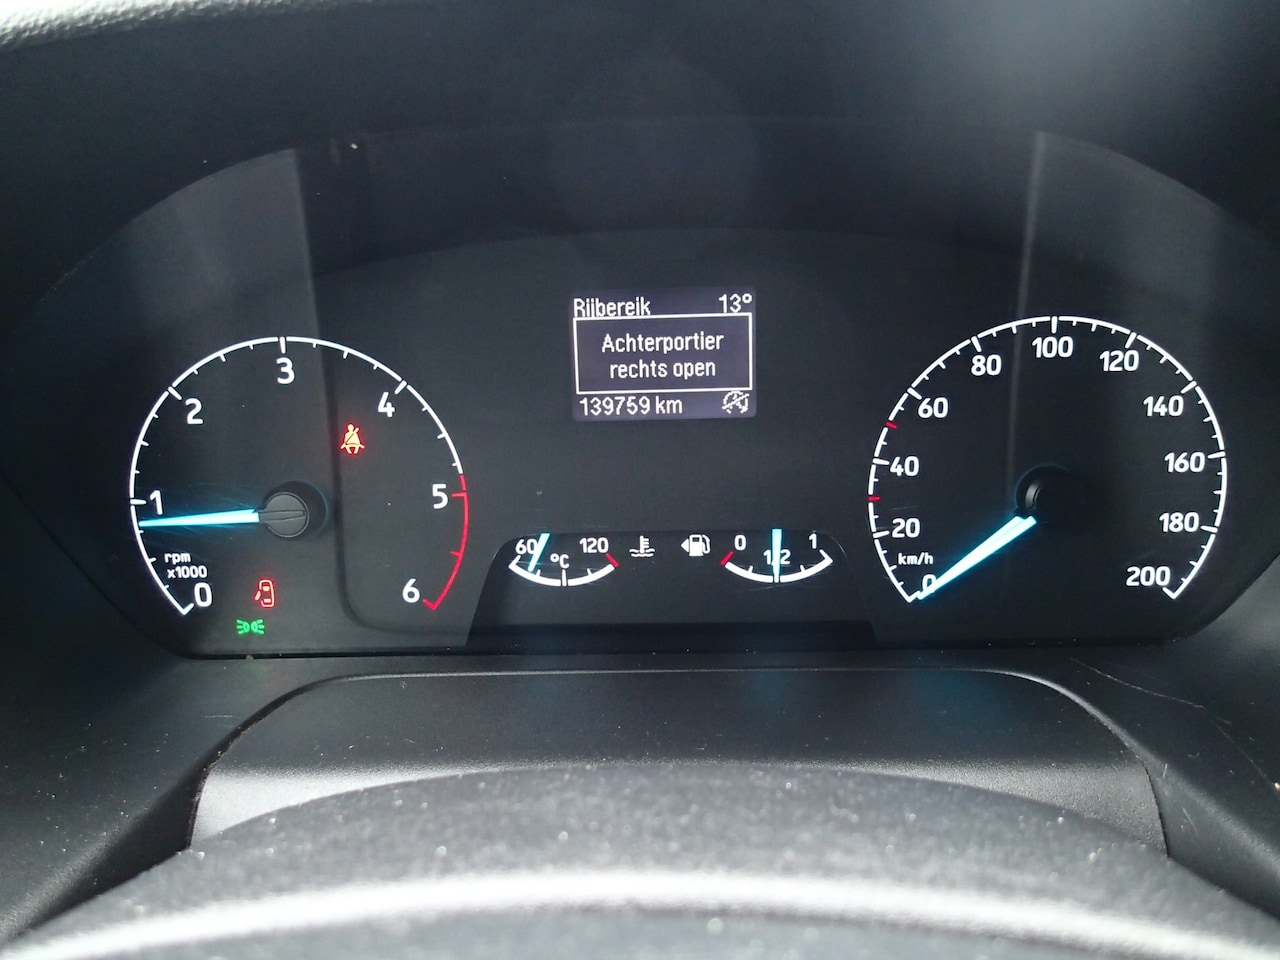 Rijbereik 13°
Achterportier
rechts open
139759 km
0
1
2
3
4
5
6
rpm
x1000
60 °C 120
0 1/2 1
0
20
40
60
80
100
120
140
160
180
200
km/h